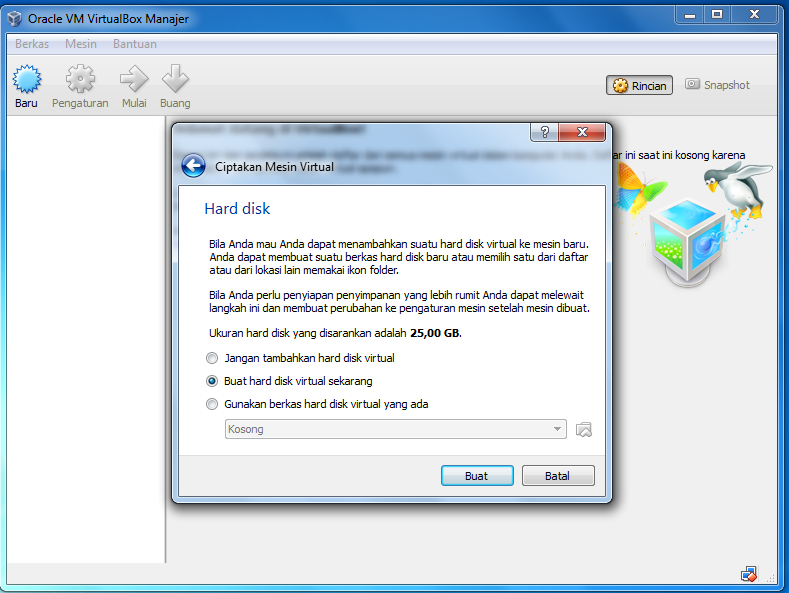 Oracle VM VirtualBox Manajer
Berkas Mesin Bantuan
Baru Pengaturan Mulai Buang
Rincian Snapshot
ar ini saat ini kosong karena
Ciptakan Mesin Virtual
Hard disk
Bila Anda mau Anda dapat menambahkan suatu hard disk virtual ke mesin baru.
Anda dapat membuat suatu berkas hard disk baru atau memilih satu dari daftar
atau dari lokasi lain memakai ikon folder.
Bila Anda perlu penyiapan penyimpanan yang lebih rumit Anda dapat melewait
langkah ini dan membuat perubahan ke pengaturan mesin setelah mesin dibuat.
Ukuran hard disk yang disarankan adalah 25,00 GB.
Jangan tambahkan hard disk virtual
Buat hard disk virtual sekarang
Gunakan berkas hard disk virtual yang ada
Kosong
Buat Batal